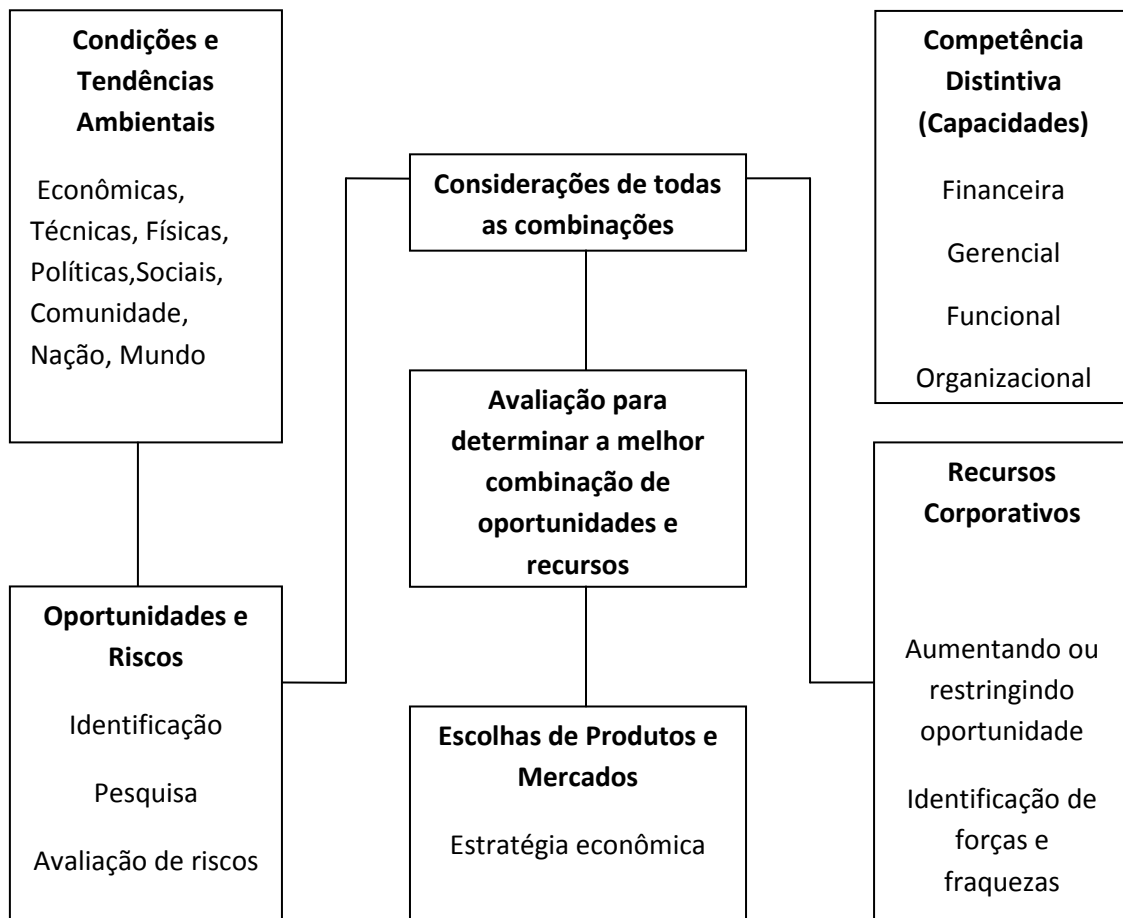 Condições e
Tendências
Ambientais
Econômicas,
Técnicas, Físicas,
Políticas,Sociais,
Comunidade,
Nação, Mundo
Oportunidades e
Riscos
Identificação
Pesquisa
Avaliação de riscos
Considerações de todas
as combinações
Avaliação para
determinar a melhor
combinação de
oportunidades e
recursos
Escolhas de Produtos e
Mercados
Estratégia econômica
Competência
Distintiva
(Capacidades)
Financeira
Gerencial
Funcional
Organizacional
Recursos
Corporativos
Aumentando ou
restringindo
oportunidade
Identificação de
forças e
fraquezas